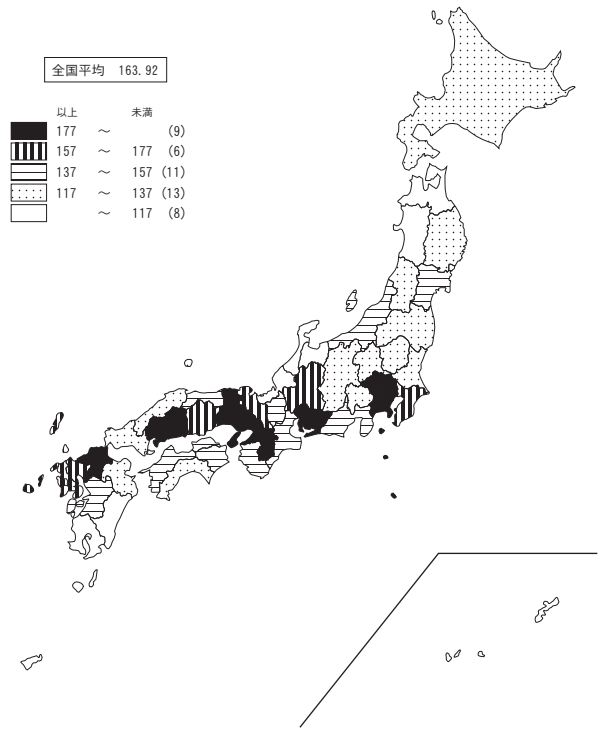 全国平均 163.92
以上 未満
177 ～ (9)
157 ～ 177 (6)
137 ～ 157 (11)
117 ～ 137 (13)
～ 117 (8)